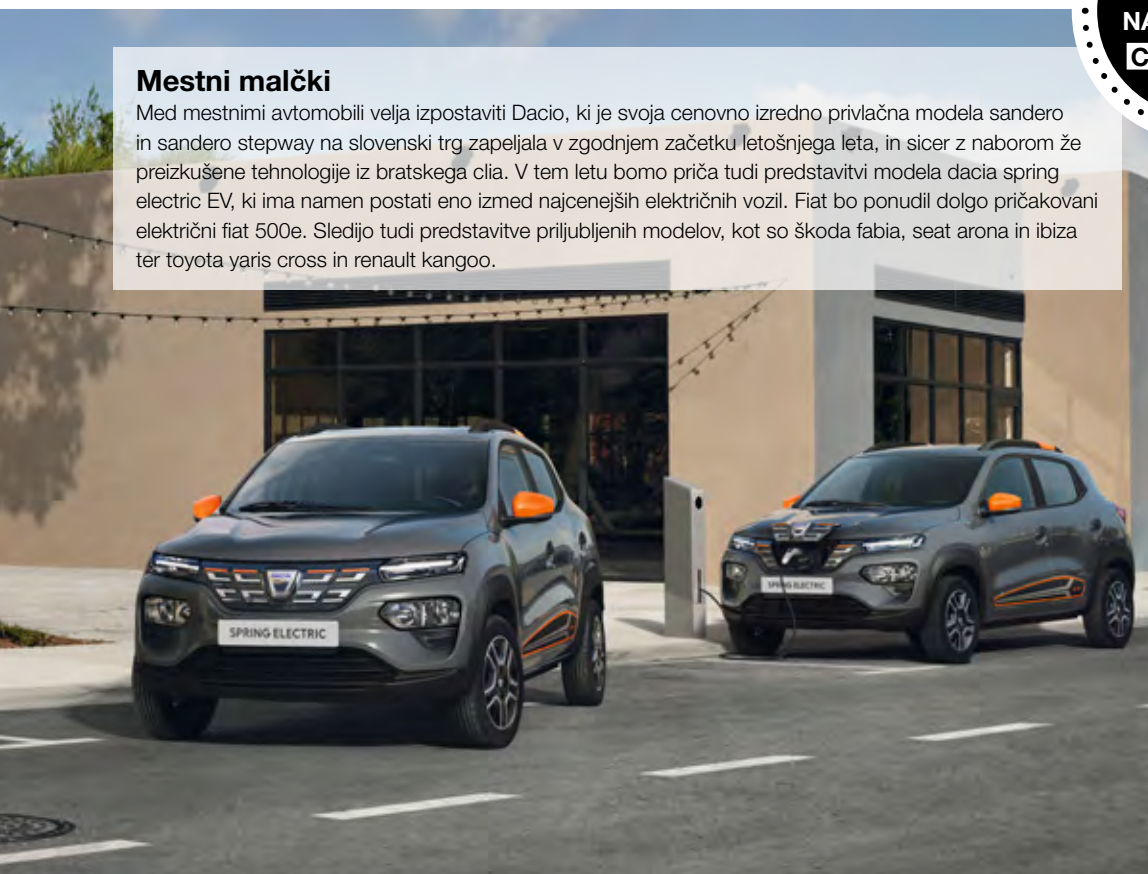 NA
C
Mestni malčki
Med mestnimi avtomobili velja izpostaviti Dacio, ki je svoja cenovno izredno privlačna modela sandero
in sandero stepway na slovenski trg zapeljala v zgodnjem začetku letošnjega leta, in sicer z naborom že
preizkušene tehnologije iz bratskega clia. V tem letu bomo priča tudi predstavitvi modela dacia spring
electric EV, ki ima namen postati eno izmed najcenejših električnih vozil. Fiat bo ponudil dolgo pričakovani
električni fiat 500e. Sledijo tudi predstavitve priljubljenih modelov, kot so škoda fabia, seat arona in ibiza
ter toyota yaris cross in renault kangoo.
SPRING ELECTRIC
SPRING ELECTRIC